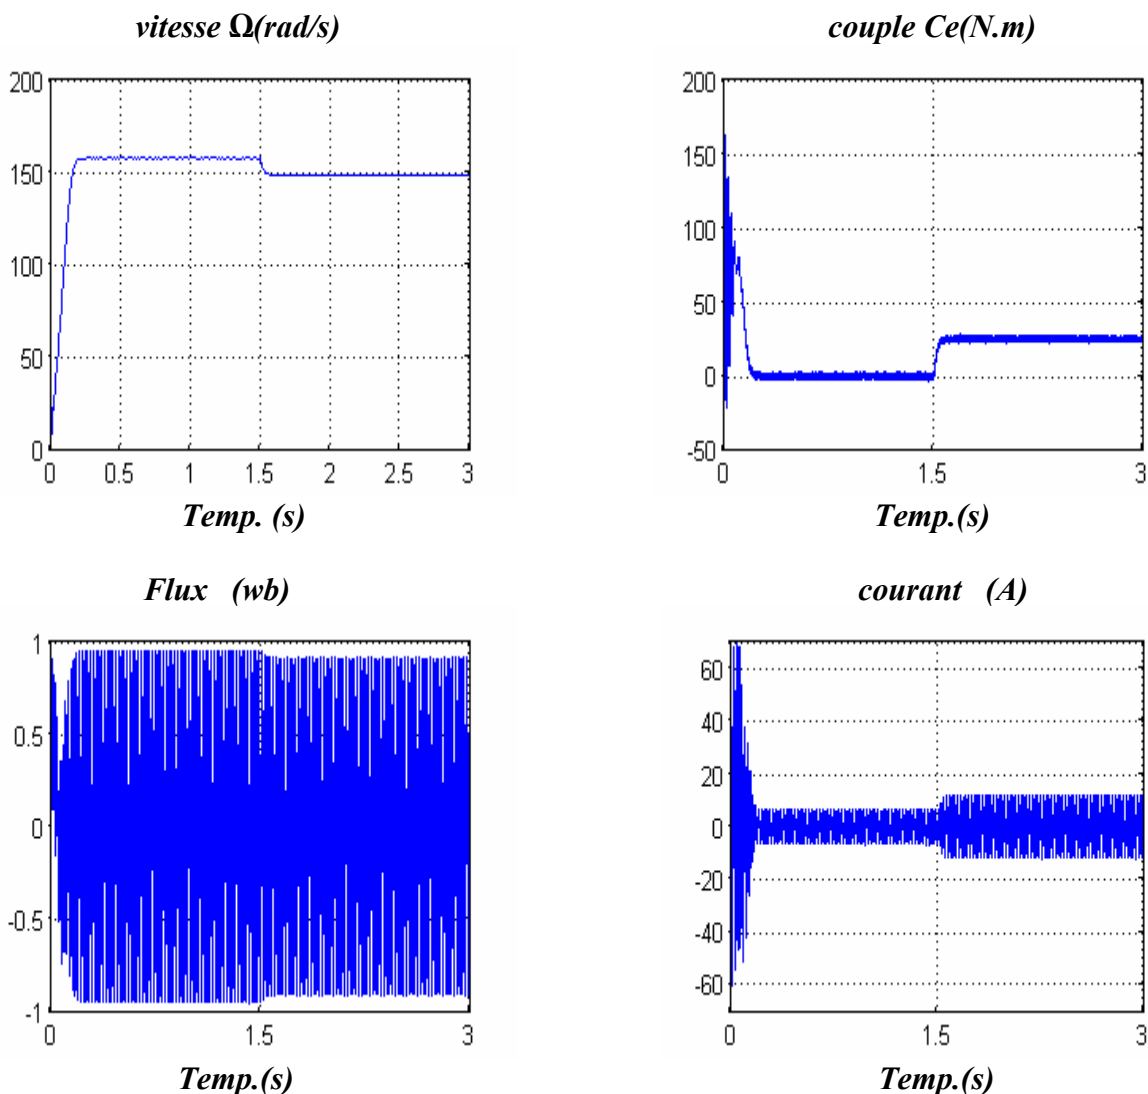 vitesse Ω(rad/s)
200
150
100
50
0
0 0.5 1 1.5 2 2.5 3
Temp. (s)
couple Ce(N.m)
200
150
100
50
0
-50
0 1.5 3
Temp.(s)
Flux (wb)
1
0.5
0
-0.5
-1
0 1.5 3
Temp.(s)
courant (A)
60
40
20
0
-20
-40
-60
0 1.5 3
Temp.(s)